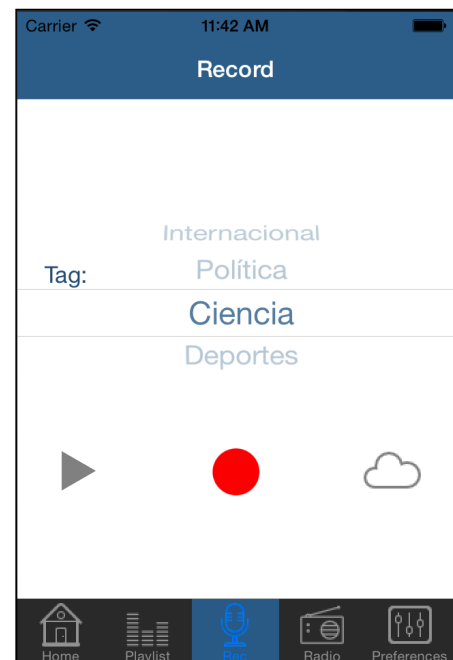 Carrier 11:42 AM
Record
Internacional
Política
Tag:
Ciencia
Deportes
Home Playlist Rec Radio Preferences